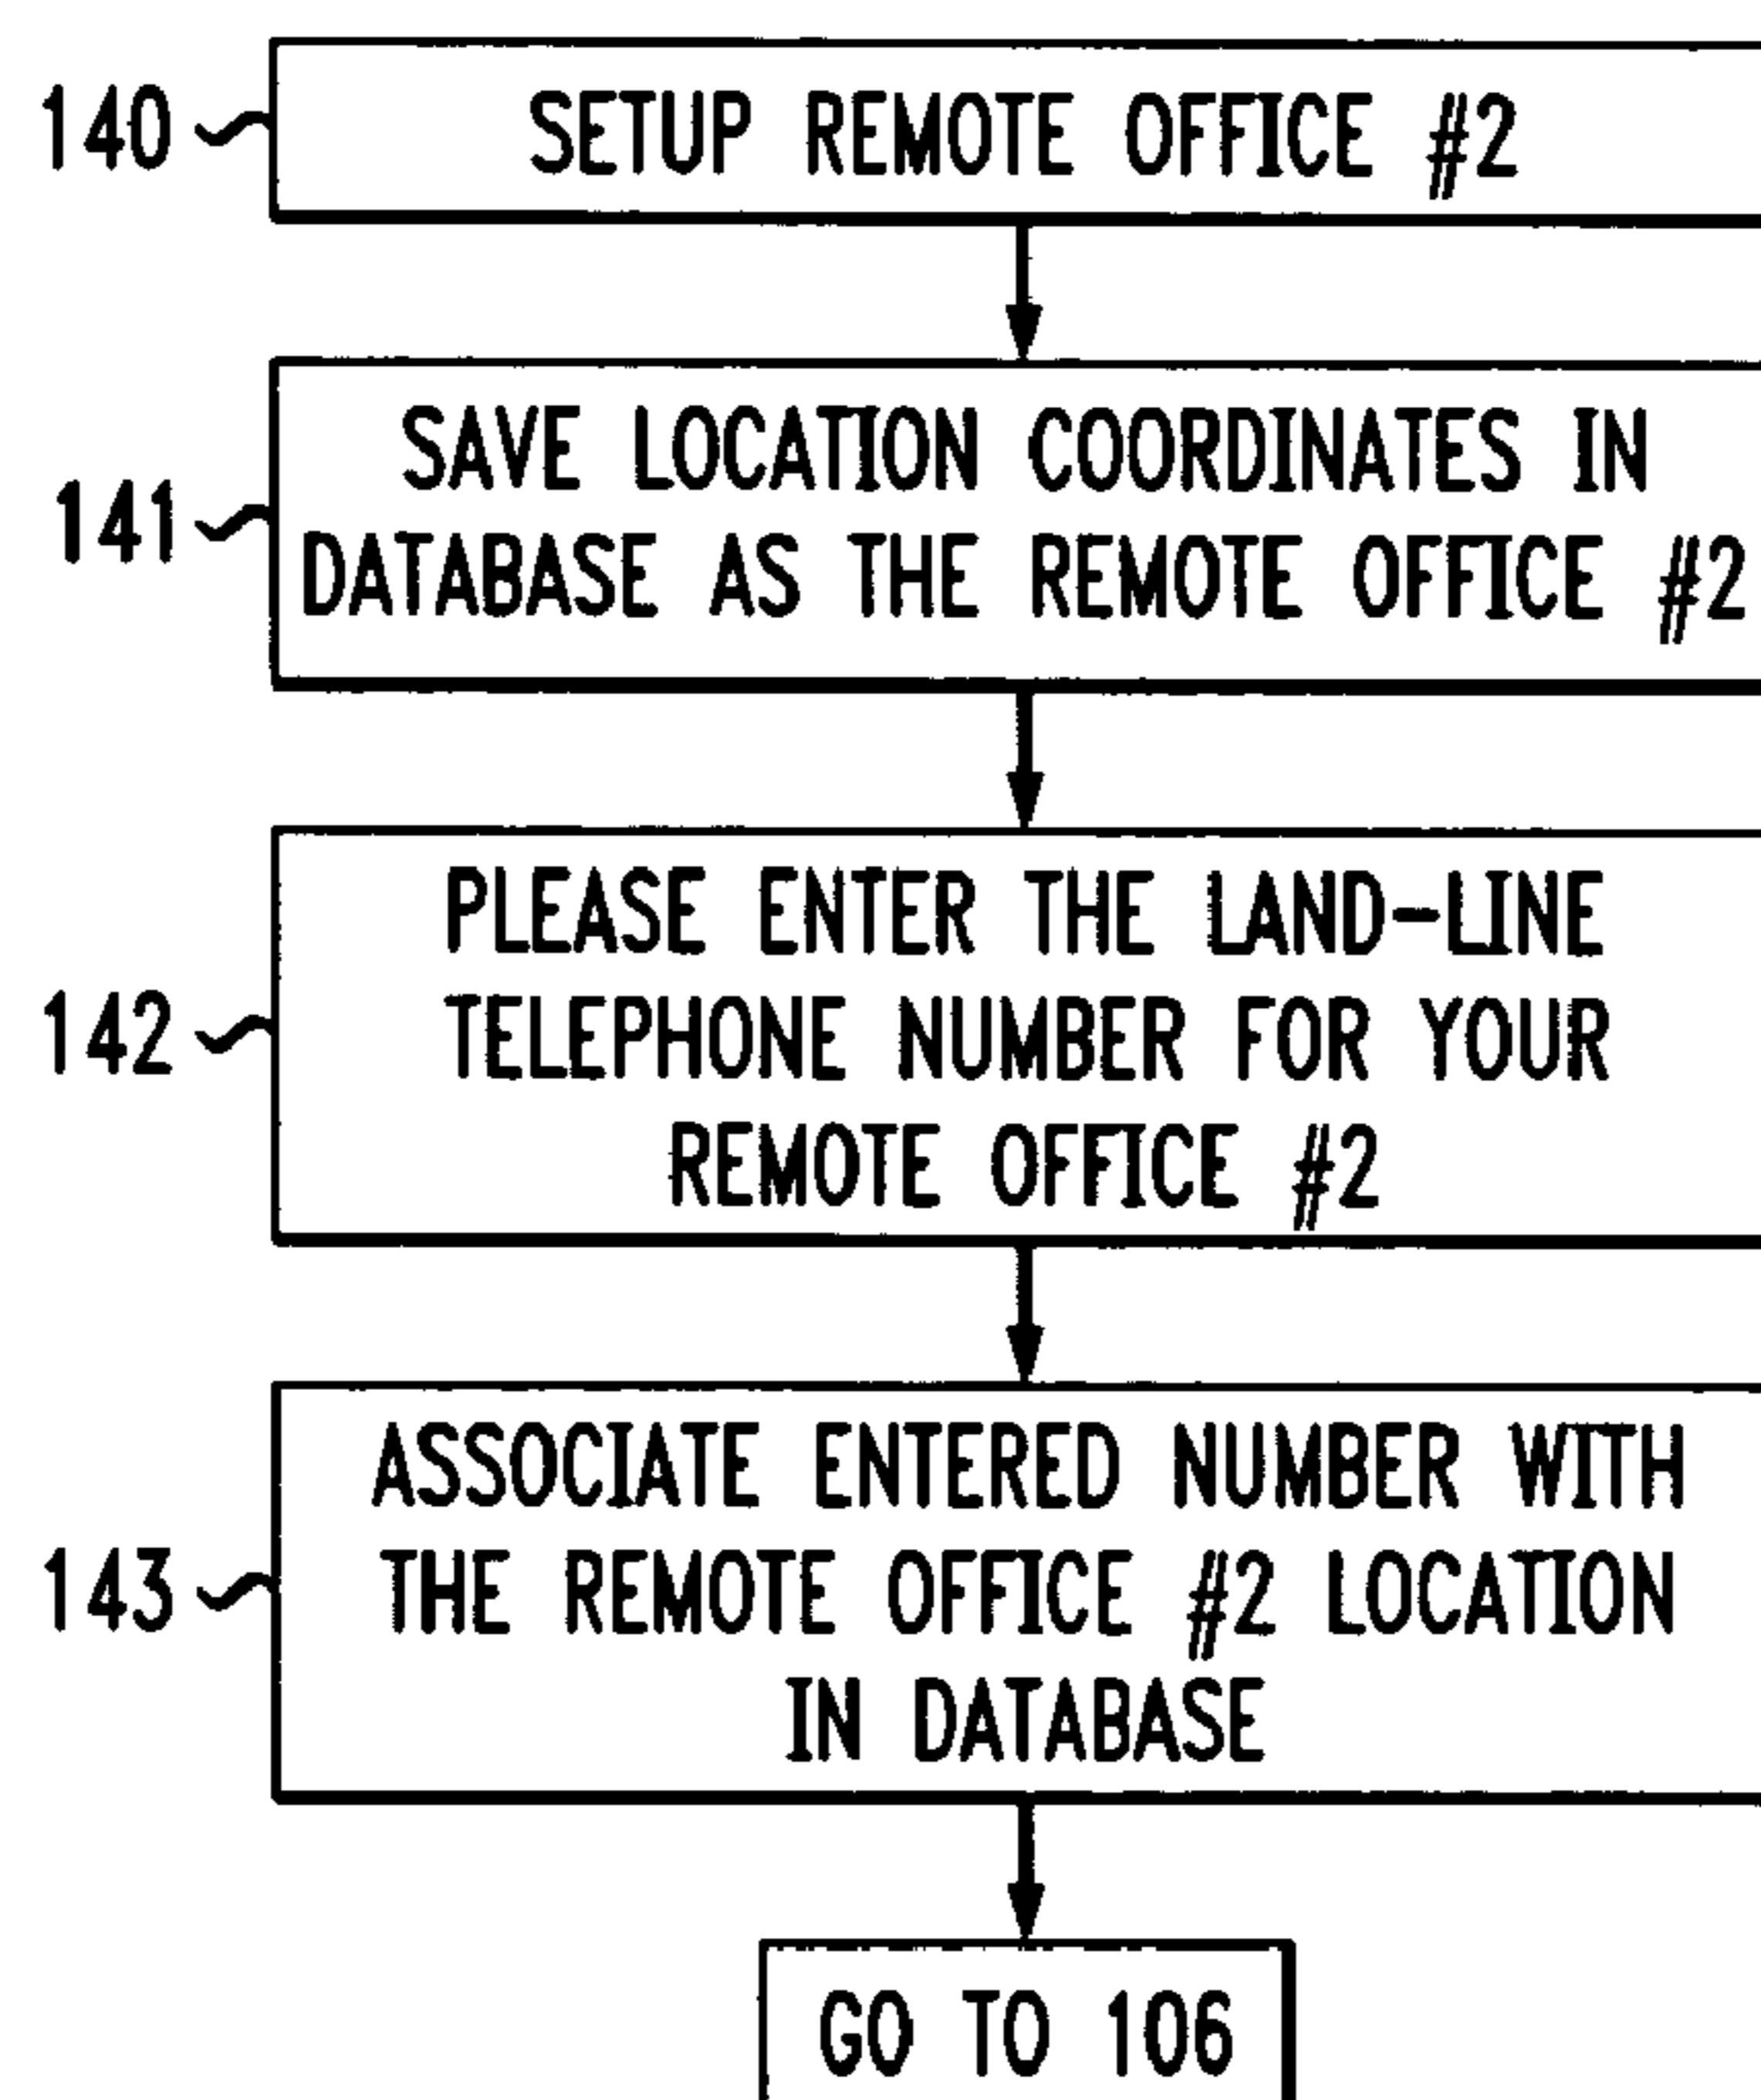 140
SETUP REMOTE OFFICE #2
141
SAVE LOCATION COORDINATES IN
DATABASE AS THE REMOTE OFFICE #2
142
PLEASE ENTER THE LAND-LINE
TELEPHONE NUMBER FOR YOUR
REMOTE OFFICE #2
143
ASSOCIATE ENTERED NUMBER WITH
THE REMOTE OFFICE #2 LOCATION
IN DATABASE
GO TO 106